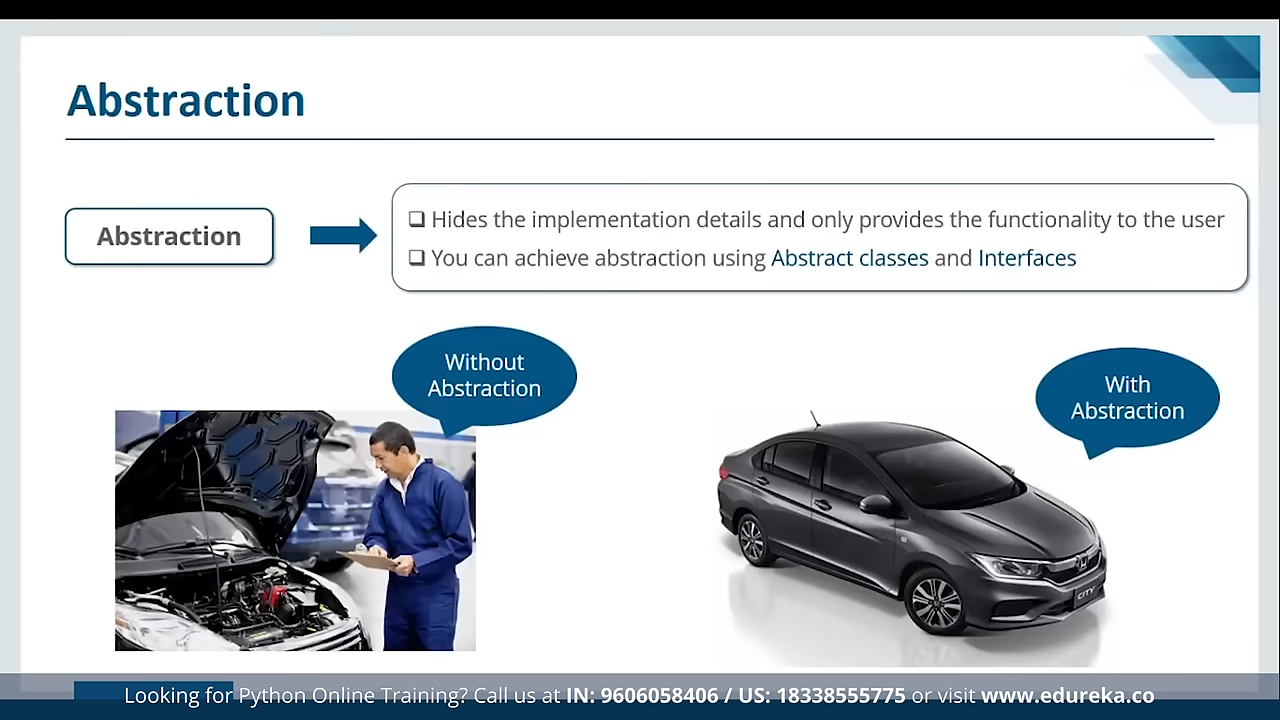 Abstraction
Abstraction
❑ Hides the implementation details and only provides the functionality to the user
❑ You can achieve abstraction using Abstract classes and Interfaces
Without
Abstraction
With
Abstraction
CITY
Looking for Python Online Training? Call us at IN: 9606058406 / US: 18338555775 or visit www.edureka.co